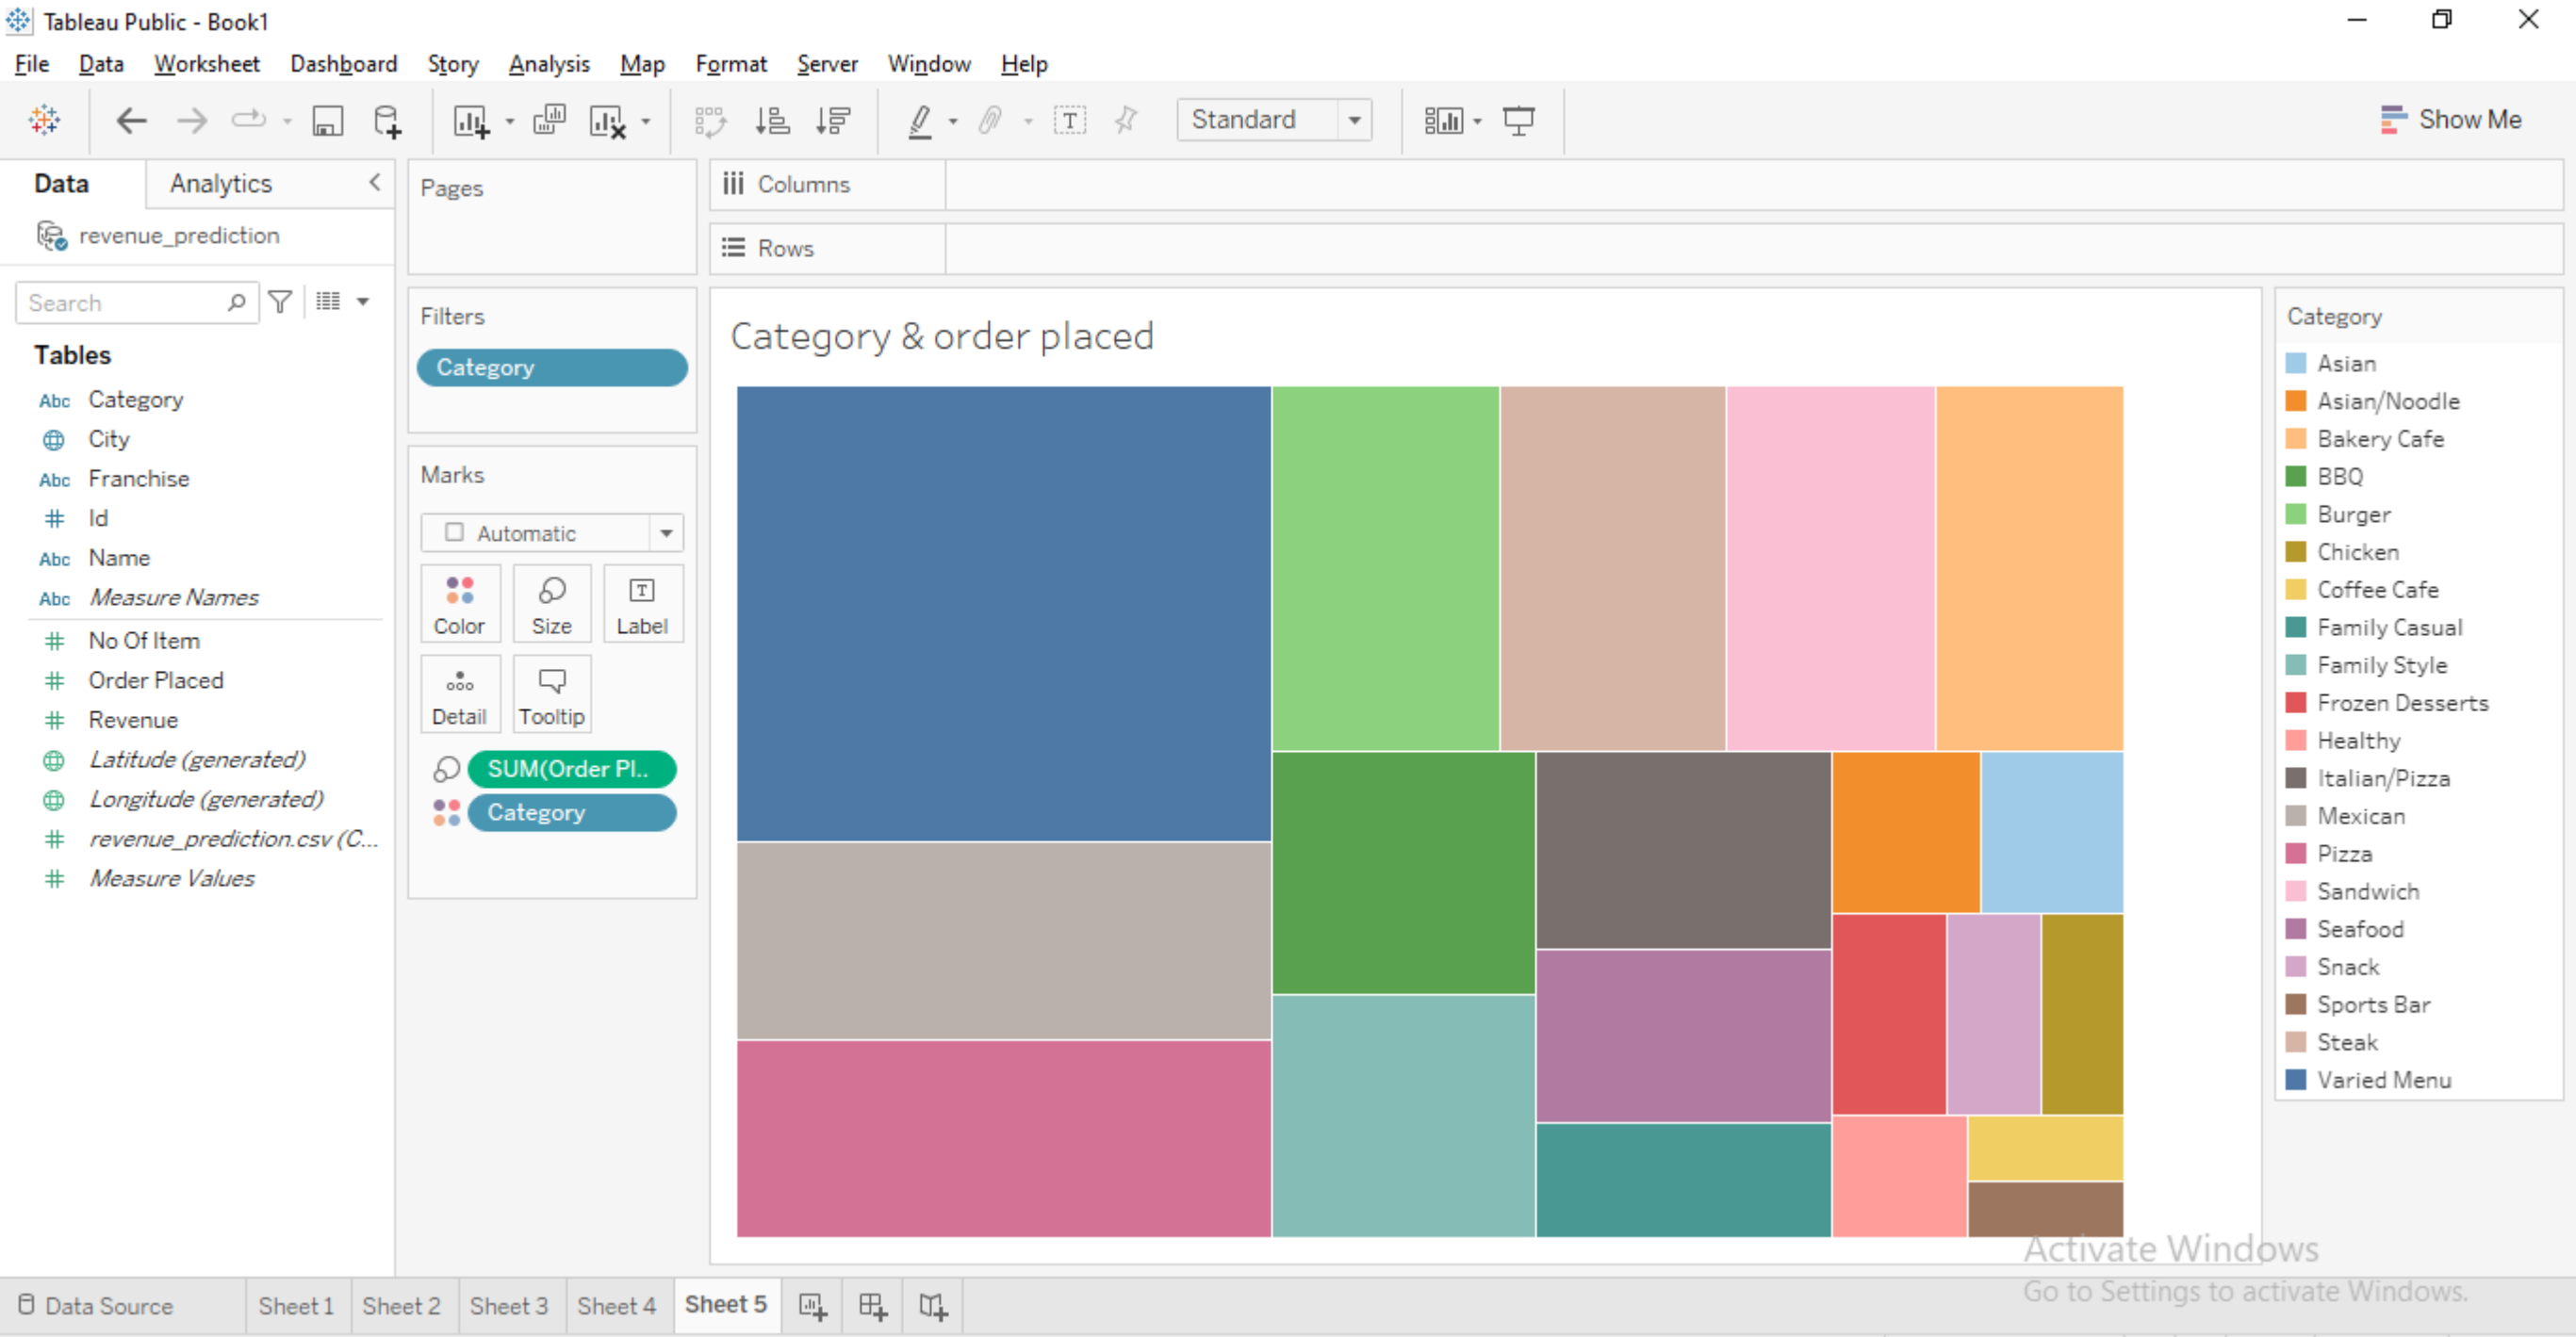 Tableau Public - Book1
File Data Worksheet Dashboard Story Analysis Map Format Server Window Help
Standard
Show Me
Data Analytics
revenue_prediction
Search
Tables
Abc Category
City
Abc Franchise
Id
Abc Name
Abc Measure Names
No Of Item
Order Placed
Revenue
Latitude (generated)
Longitude (generated)
revenue_prediction.csv (C...
Measure Values
Pages
Filters
Category
Marks
Automatic
Color Size Label
Detail Tooltip
SUM(Order Pl..
Category
Columns
Rows
Category & order placed
Category
Asian
Asian/Noodle
Bakery Cafe
BBQ
Burger
Chicken
Coffee Cafe
Family Casual
Family Style
Frozen Desserts
Healthy
Italian/Pizza
Mexican
Pizza
Sandwich
Seafood
Snack
Sports Bar
Steak
Varied Menu
Activate Windows
Go to Settings to activate Windows.
Data Source Sheet 1 Sheet 2 Sheet 3 Sheet 4 Sheet 5